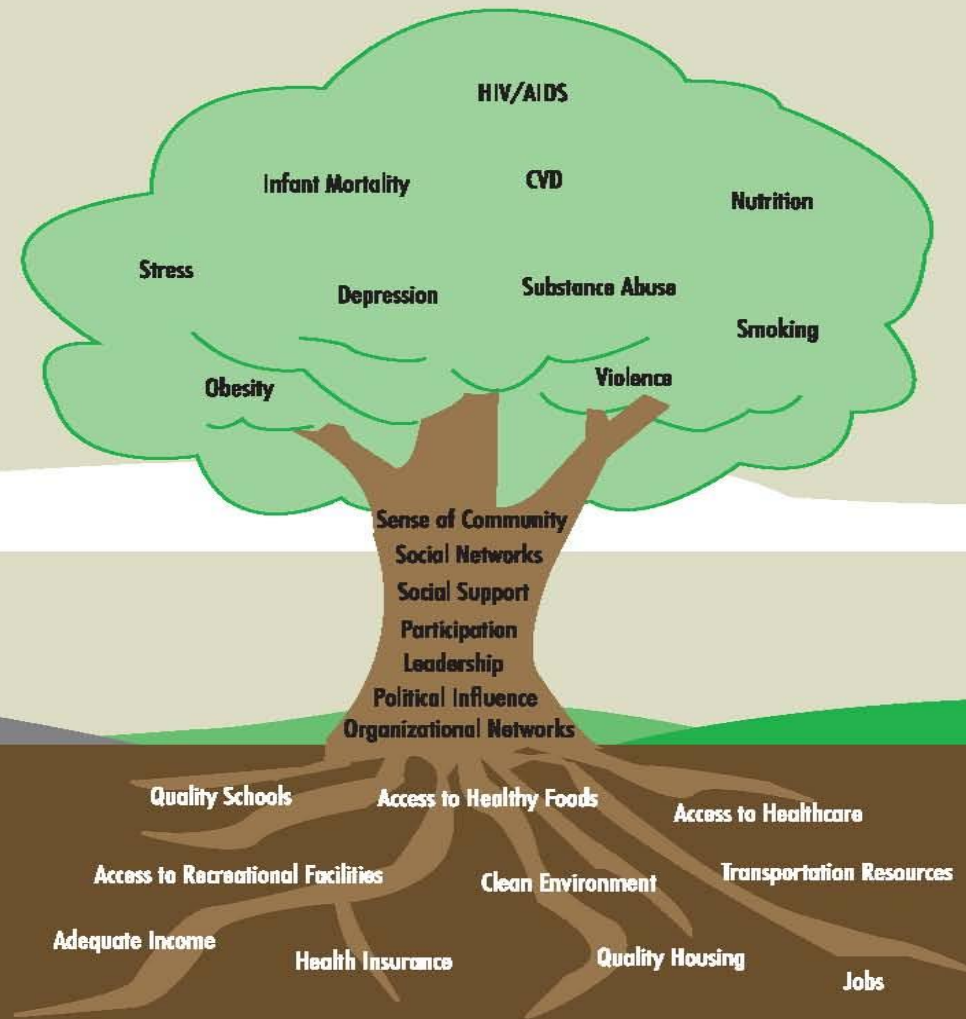 HIV/AIDS
Infant Mortality
CVD
Nutrition
Stress
Depression
Substance Abuse
Smoking
Obesity
Violence
Sense of Community
Social Networks
Social Support
Participation
Leadership
Political Influence
Organizational Networks
Quality Schools
Access to Healthy Foods
Access to Healthcare
Access to Recreational Facilities
Clean Environment
Transportation Resources
Adequate Income
Health Insurance
Quality Housing
Jobs